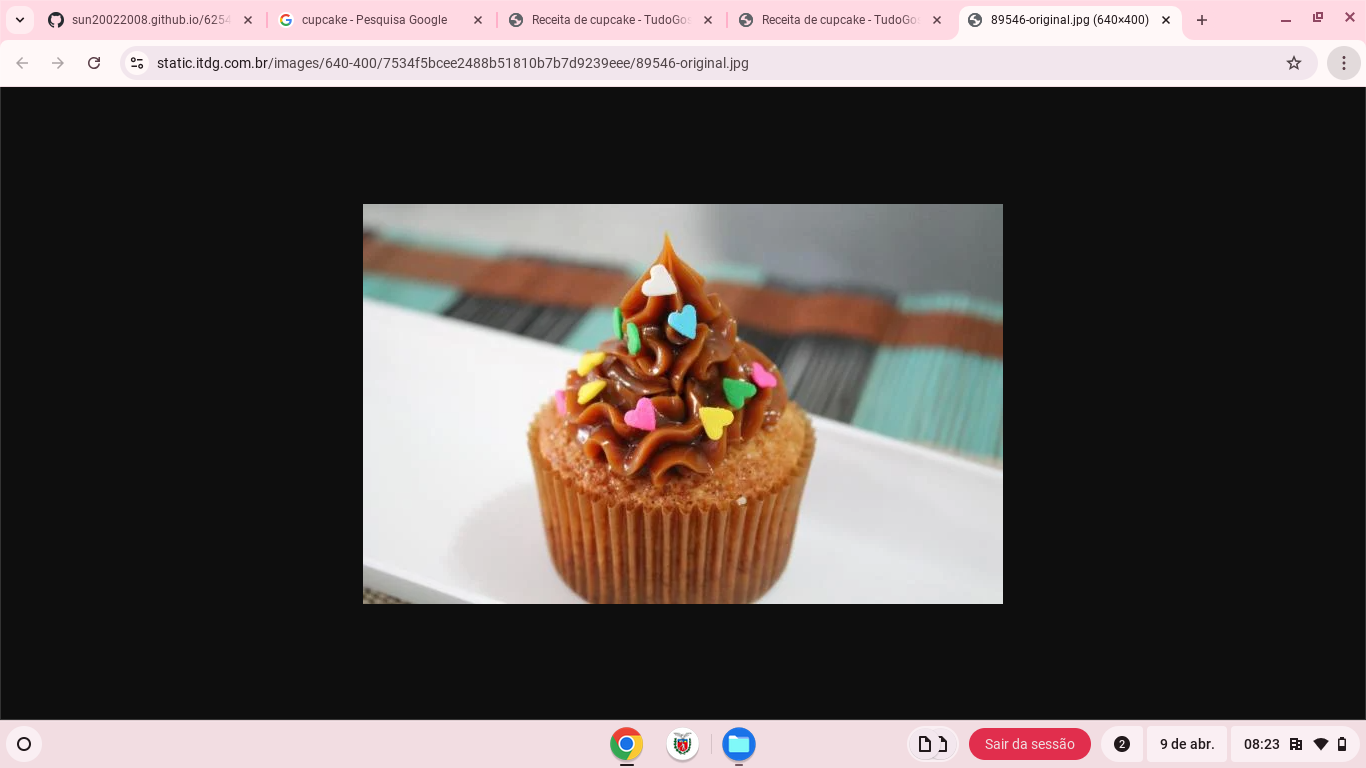 sun20022008.github.io/6254
cupcake - Pesquisa Google
Receita de cupcake - TudoGos
Receita de cupcake - TudoGos
89546-original.jpg (640×400)
static.itdg.com.br/images/640-400/7534f5bcee2488b51810b7b7d9239eee/89546-original.jpg
Sair da sessão
2
9 de abr.
08:23